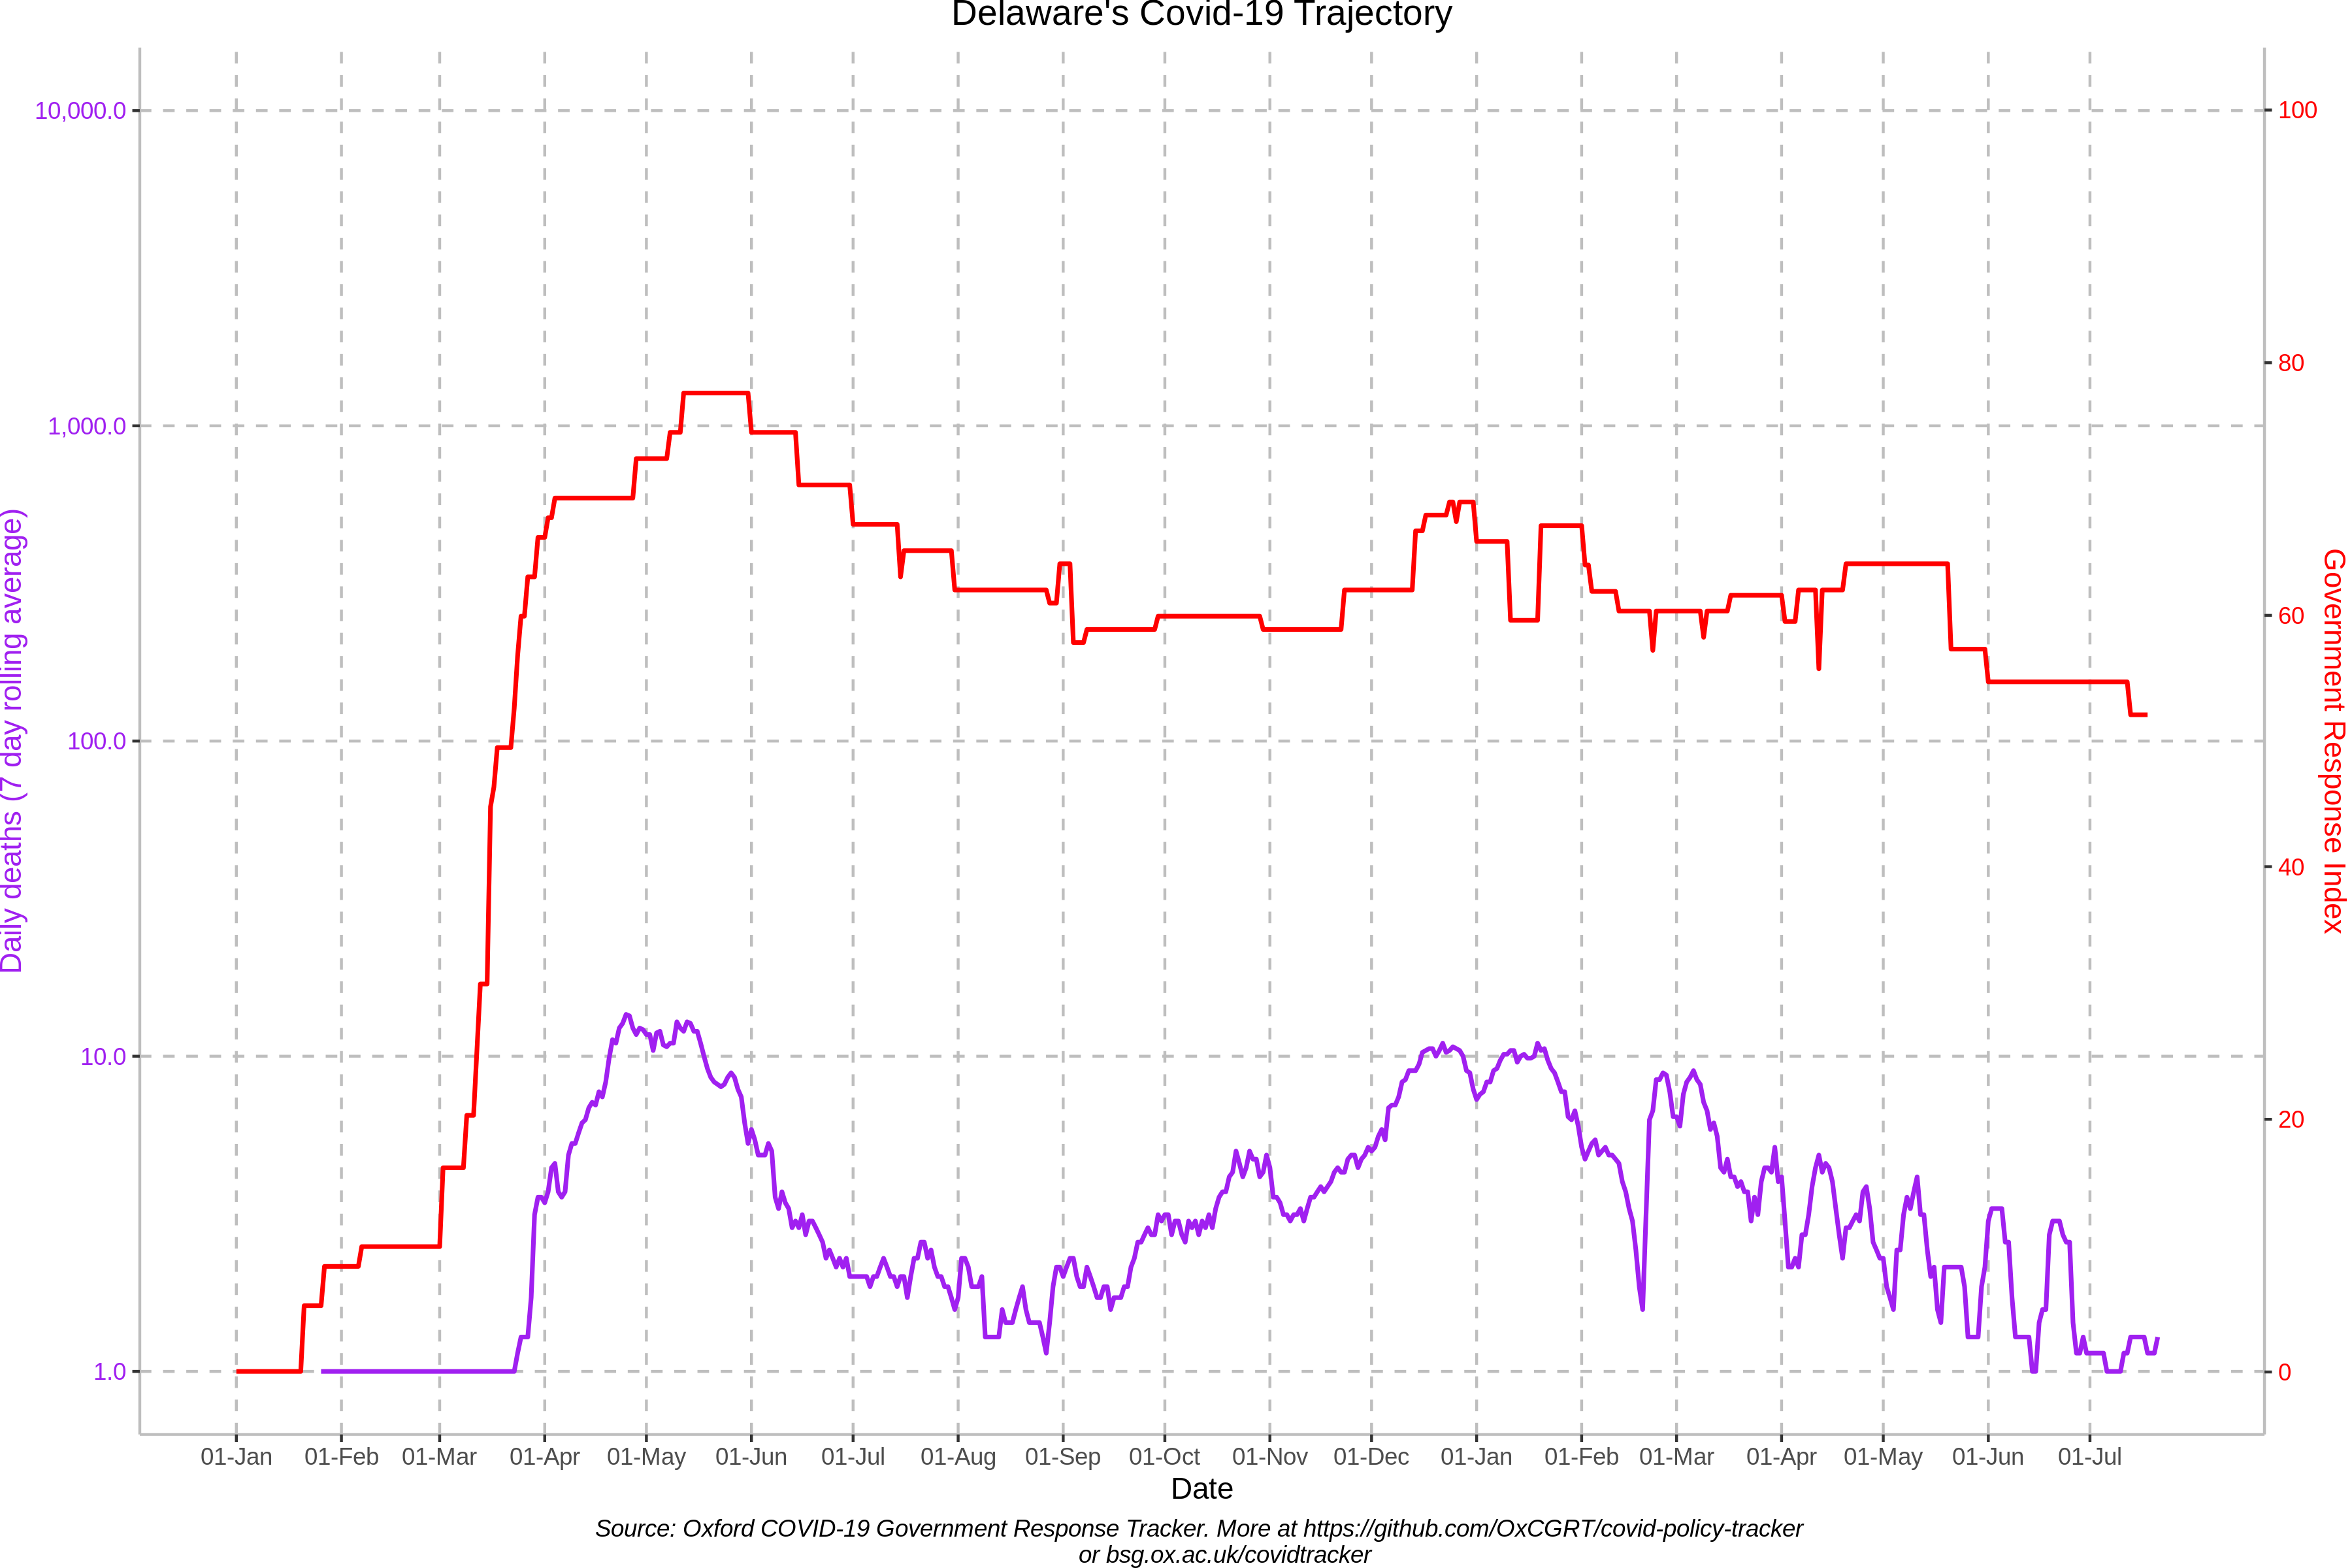 Delaware's Covid-19 Trajectory
10,000.0
1,000.0
100.0
10.0
1.0
Daily deaths (7 day rolling average)
100
80
60
40
20
0
Government Response Index
01-Jan 01-Feb 01-Mar 01-Apr 01-May 01-Jun 01-Jul 01-Aug 01-Sep 01-Oct 01-Nov 01-Dec 01-Jan 01-Feb 01-Mar 01-Apr 01-May 01-Jun 01-Jul
Date
Source: Oxford COVID-19 Government Response Tracker. More at https://github.com/OxCGRT/covid-policy-tracker
or bsg.ox.ac.uk/covidtracker